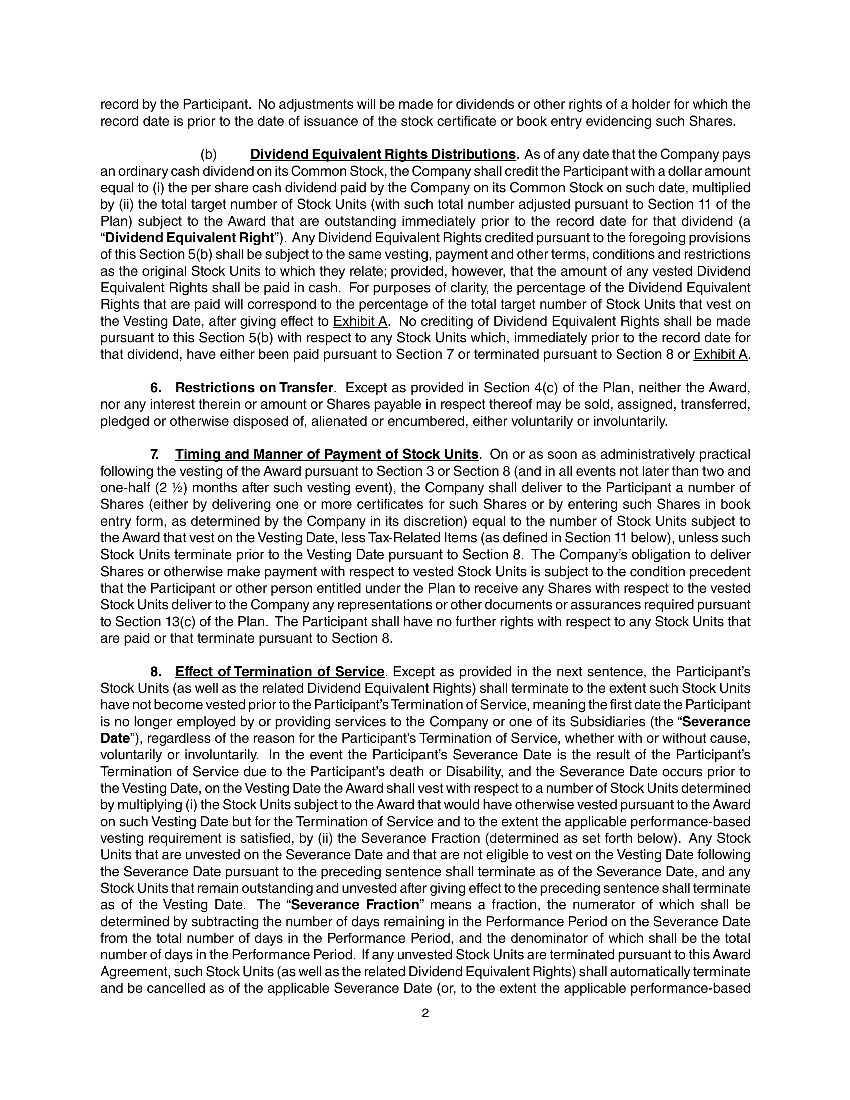 record by the Participant.  No adjustments will be made for dividends or other rights of a holder for which the
record date is prior to the date of issuance of the stock certificate or book entry evidencing such Shares.
(b) Dividend Equivalent Rights Distributions. As of any date that the Company pays
an ordinary cash dividend on its Common Stock, the Company shall credit the Participant with a dollar amount
equal to (i) the per share cash dividend paid by the Company on its Common Stock on such date, multiplied
by (ii) the total target number of Stock Units (with such total number adjusted pursuant to Section 11 of the
Plan) subject to the Award that are outstanding immediately prior to the record date for that dividend (a
“Dividend Equivalent Right”).  Any Dividend Equivalent Rights credited pursuant to the foregoing provisions
of this Section 5(b) shall be subject to the same vesting, payment and other terms, conditions and restrictions
as the original Stock Units to which they relate; provided, however, that the amount of any vested Dividend
Equivalent Rights shall be paid in cash.  For purposes of clarity, the percentage of the Dividend Equivalent
Rights that are paid will correspond to the percentage of the total target number of Stock Units that vest on
the Vesting Date, after giving effect to Exhibit A.  No crediting of Dividend Equivalent Rights shall be made
pursuant to this Section 5(b) with respect to any Stock Units which, immediately prior to the record date for
that dividend, have either been paid pursuant to Section 7 or terminated pursuant to Section 8 or Exhibit A.
6. Restrictions on Transfer.  Except as provided in Section 4(c) of the Plan, neither the Award,
nor any interest therein or amount or Shares payable in respect thereof may be sold, assigned, transferred,
pledged or otherwise disposed of, alienated or encumbered, either voluntarily or involuntarily.
7. Timing and Manner of Payment of Stock Units.  On or as soon as administratively practical
following the vesting of the Award pursuant to Section 3 or Section 8 (and in all events not later than two and
one-half (2 ½) months after such vesting event), the Company shall deliver to the Participant a number of
Shares (either by delivering one or more certificates for such Shares or by entering such Shares in book
entry form, as determined by the Company in its discretion) equal to the number of Stock Units subject to
the Award that vest on the Vesting Date, less Tax-Related Items (as defined in Section 11 below), unless such
Stock Units terminate prior to the Vesting Date pursuant to Section 8.  The Company’s obligation to deliver
Shares or otherwise make payment with respect to vested Stock Units is subject to the condition precedent
that the Participant or other person entitled under the Plan to receive any Shares with respect to the vested
Stock Units deliver to the Company any representations or other documents or assurances required pursuant
to Section 13(c) of the Plan.  The Participant shall have no further rights with respect to any Stock Units that
are paid or that terminate pursuant to Section 8.
8. Effect of Termination of Service. Except as provided in the next sentence, the Participant’s
Stock Units (as well as the related Dividend Equivalent Rights) shall terminate to the extent such Stock Units
have not become vested prior to the Participant’s Termination of Service, meaning the first date the Participant
is no longer employed by or providing services to the Company or one of its Subsidiaries (the “Severance
Date”), regardless of the reason for the Participant’s Termination of Service, whether with or without cause,
voluntarily or involuntarily.  In the event the Participant’s Severance Date is the result of the Participant’s
Termination of Service due to the Participant’s death or Disability, and the Severance Date occurs prior to
the Vesting Date, on the Vesting Date the Award shall vest with respect to a number of Stock Units determined
by multiplying (i) the Stock Units subject to the Award that would have otherwise vested pursuant to the Award
on such Vesting Date but for the Termination of Service and to the extent the applicable performance-based
vesting requirement is satisfied, by (ii) the Severance Fraction (determined as set forth below).  Any Stock
Units that are unvested on the Severance Date and that are not eligible to vest on the Vesting Date following
the Severance Date pursuant to the preceding sentence shall terminate as of the Severance Date, and any
Stock Units that remain outstanding and unvested after giving effect to the preceding sentence shall terminate
as of the Vesting Date.  The “Severance Fraction” means a fraction, the numerator of which shall be
determined by subtracting the number of days remaining in the Performance Period on the Severance Date
from the total number of days in the Performance Period, and the denominator of which shall be the total
number of days in the Performance Period.  If any unvested Stock Units are terminated pursuant to this Award
Agreement, such Stock Units (as well as the related Dividend Equivalent Rights) shall automatically terminate
and be cancelled as of the applicable Severance Date (or, to the extent the applicable performance-based
2